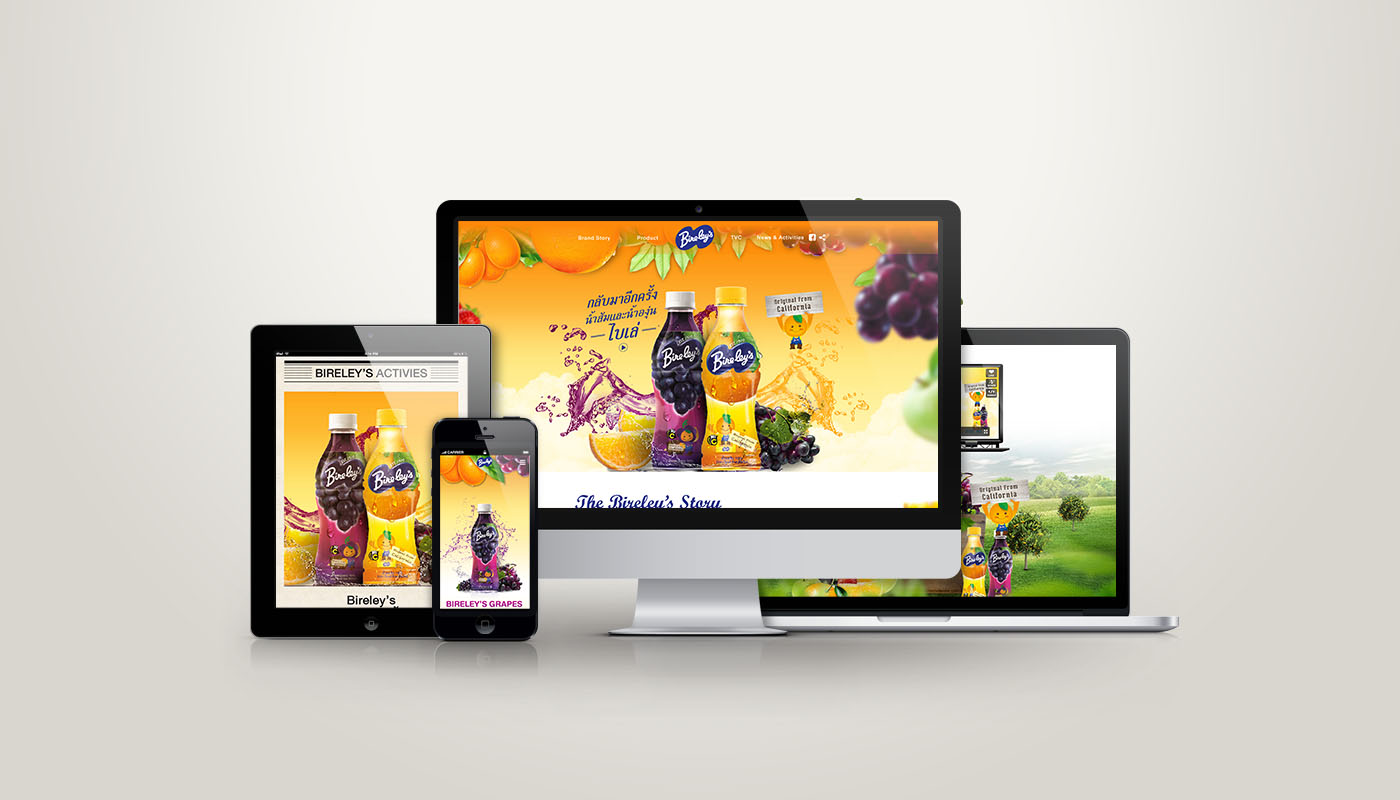 Brand Story
Product
Bireley's
TVC
News & Activities
กลับมาอีกครั้ง
น้ำส้มและน้ำองุ่น
ไบเล่
Original from
California
Bireley's
Bireley's
The Bireley's Story
BIRELEY'S ACTIVIES
Bireley's
Bireley's
Bireley's
CARRIER
Bireley's
Bireley's
BIRELEY'S GRAPES
Original from
California